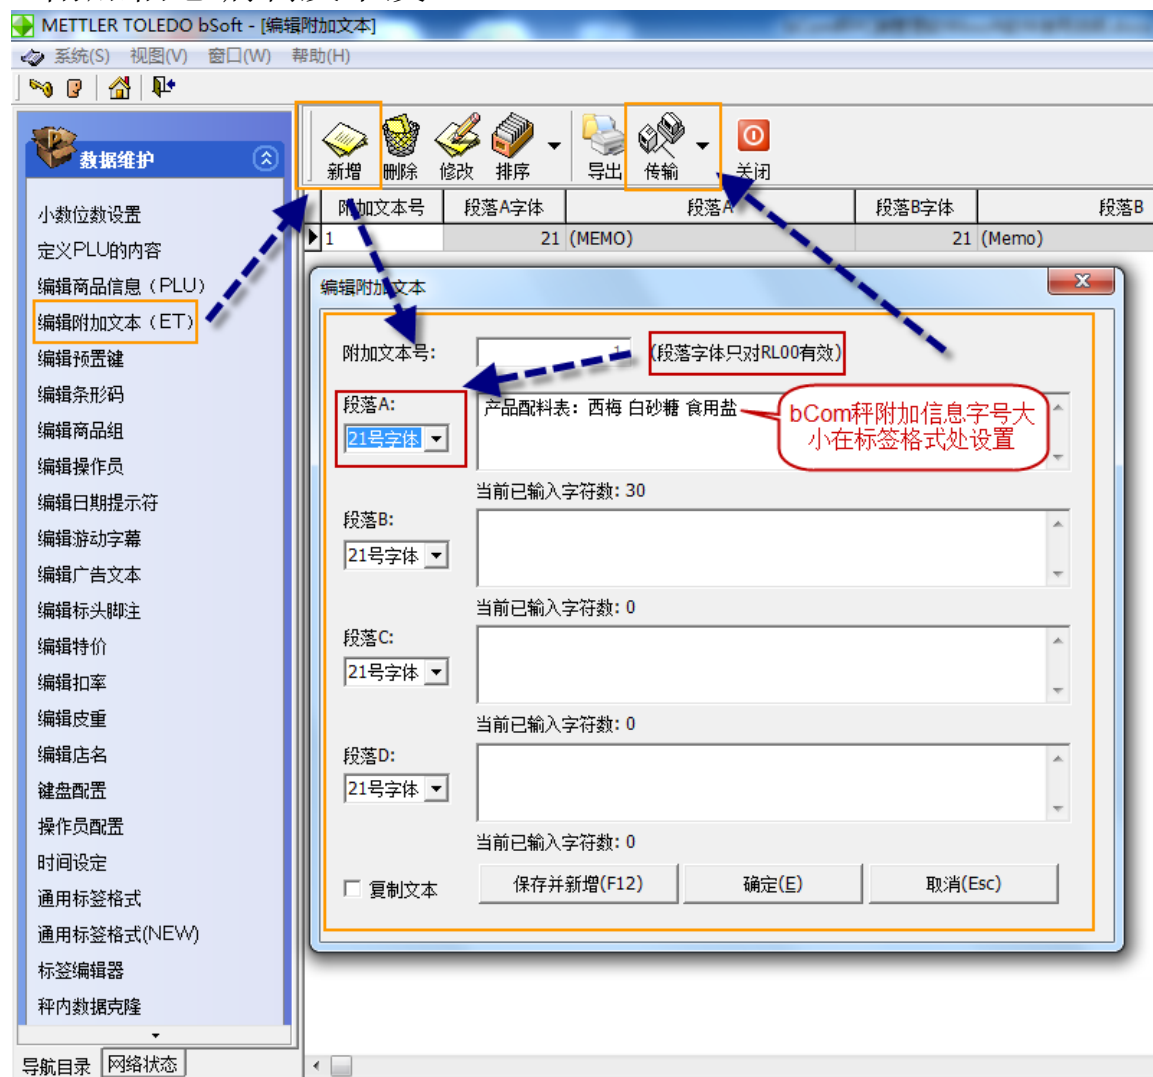 METTLER TOLEDO bSoft - [编辑附加文本]
系统(S) 视图(V) 窗口(W) 帮助(H)
数据维护
新增 删除 修改 排序 导出 传输 关闭
附加文本号 段落A字体 段落A 段落B字体 段落B
1 21 (MEMO) 21 (Memo)
小数位数设置
定义PLU的内容
编辑商品信息（PLU）
编辑附加文本（ET）
编辑预置键
编辑条形码
编辑商品组
编辑操作员
编辑日期提示符
编辑游动字幕
编辑广告文本
编辑标头脚注
编辑特价
编辑扣率
编辑皮重
编辑店名
键盘配置
操作员配置
时间设定
通用标签格式
通用标签格式(NEW)
标签编辑器
秤内数据克隆
导航目录 网络状态
编辑附加文本
附加文本号: 1 (段落字体只对RL00有效)
段落A:
21号字体
产品配料表：西梅 白砂糖 食用盐
bCom秤附加信息字号大
小在标签格式处设置
当前已输入字符数: 30
段落B:
21号字体
当前已输入字符数: 0
段落C:
21号字体
当前已输入字符数: 0
段落D:
21号字体
当前已输入字符数: 0
复制文本 保存并新增(F12) 确定(E) 取消(Esc)